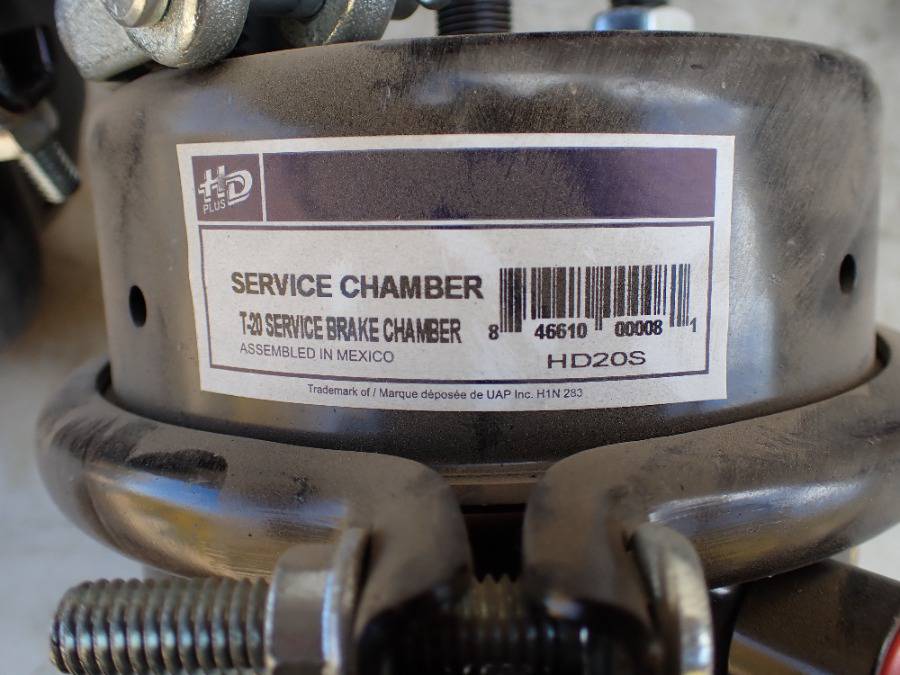 HD
PLUS
SERVICE CHAMBER
T-20 SERVICE BRAKE CHAMBER
ASSEMBLED IN MEXICO
8 46610 00008 1
HD20S
Trademark of / Marque déposée de UAP Inc. H1N 283